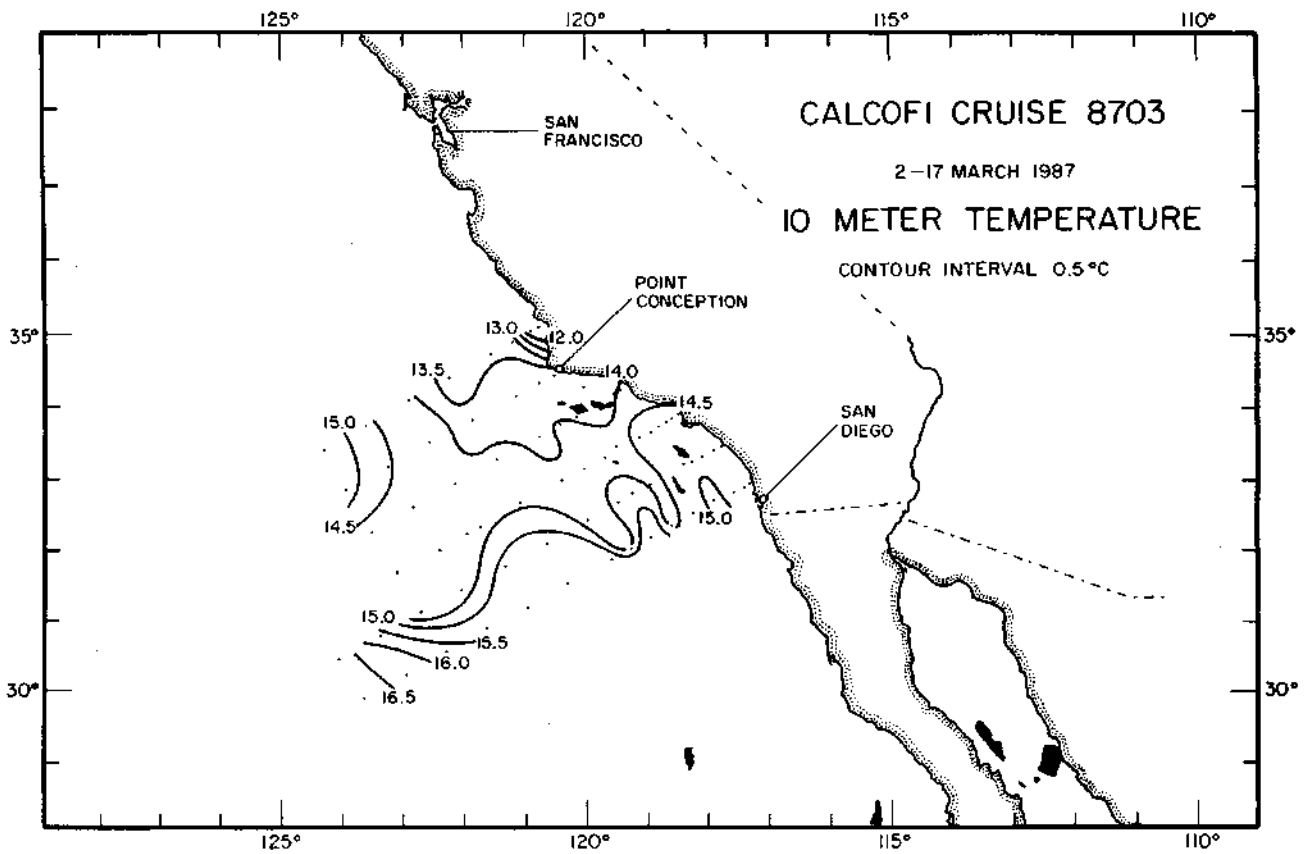 125°
120°
115°
110°
CALCOFI CRUISE 8703
2-17 MARCH 1987
10 METER TEMPERATURE
CONTOUR INTERVAL 0.5°C
SAN
FRANCISCO
POINT
CONCEPTION
35°
35°
13.0
12.0
13.5
14.0
14.5
15.0
SAN
DIEGO
14.5
15.0
15.0
15.5
16.0
16.5
30°
30°
125°
120°
115°
110°